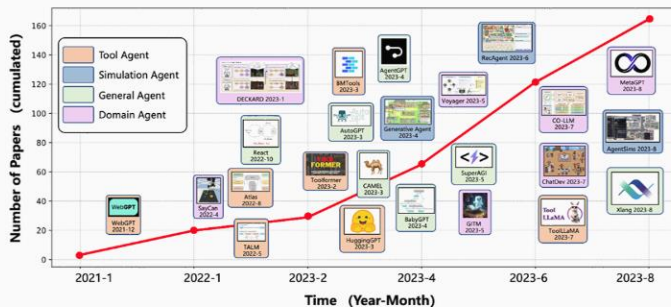 Number of Papers (cumulated)
160
140
120
100
80
60
40
20
0
Tool Agent
Simulation Agent
General Agent
Domain Agent
WebGPT
WebGPT
2021-12
SayCan
2022-4
React
2022-10
Atlas
2022-8
TALM
2022-5
DECKARD 2023-1
BMTools
2023-3
AutoGPT
2023-3
FORMER
Toolformer
2023-2
HuggingGPT
2023-3
AgentGPT
2023-4
Generative Agent
2023-4
CAMEL
2023-3
BabyGPT
2023-4
RecAgent 2023-6
Voyager 2023-5
SuperAGI
2023-5
GITM
2023-5
CO-LLM
2023-7
ChatDev 2023-7
Tool
LLaMA
ToolLLaMA
2023-7
MetaGPT
2023-8
AgentSims 2023-8
Xlang 2023-8
2021-1
2022-1
2023-2
2023-4
2023-6
2023-8
Time (Year-Month)